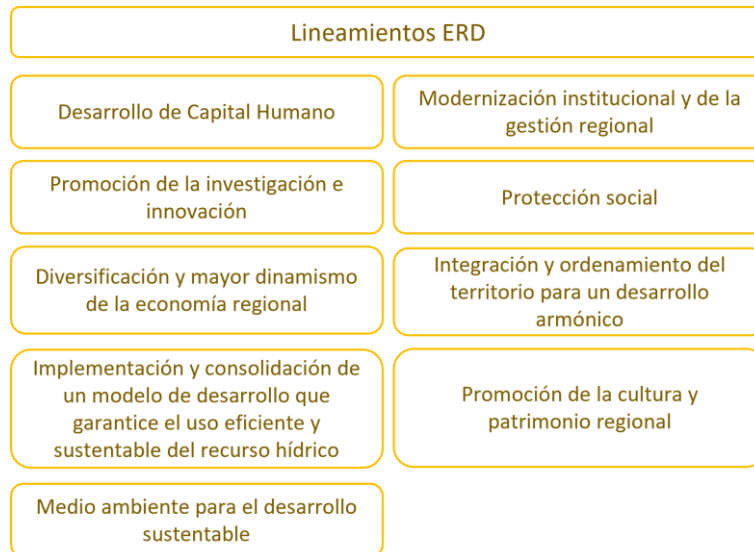 Lineamientos ERD
Desarrollo de Capital Humano
Modernización institucional y de la
gestión regional
Promoción de la investigación e
innovación
Protección social
Diversificación y mayor dinamismo
de la economía regional
Integración y ordenamiento del
territorio para un desarrollo
armónico
Implementación y consolidación de
un modelo de desarrollo que
garantice el uso eficiente y
sustentable del recurso hídrico
Promoción de la cultura y
patrimonio regional
Medio ambiente para el desarrollo
sustentable